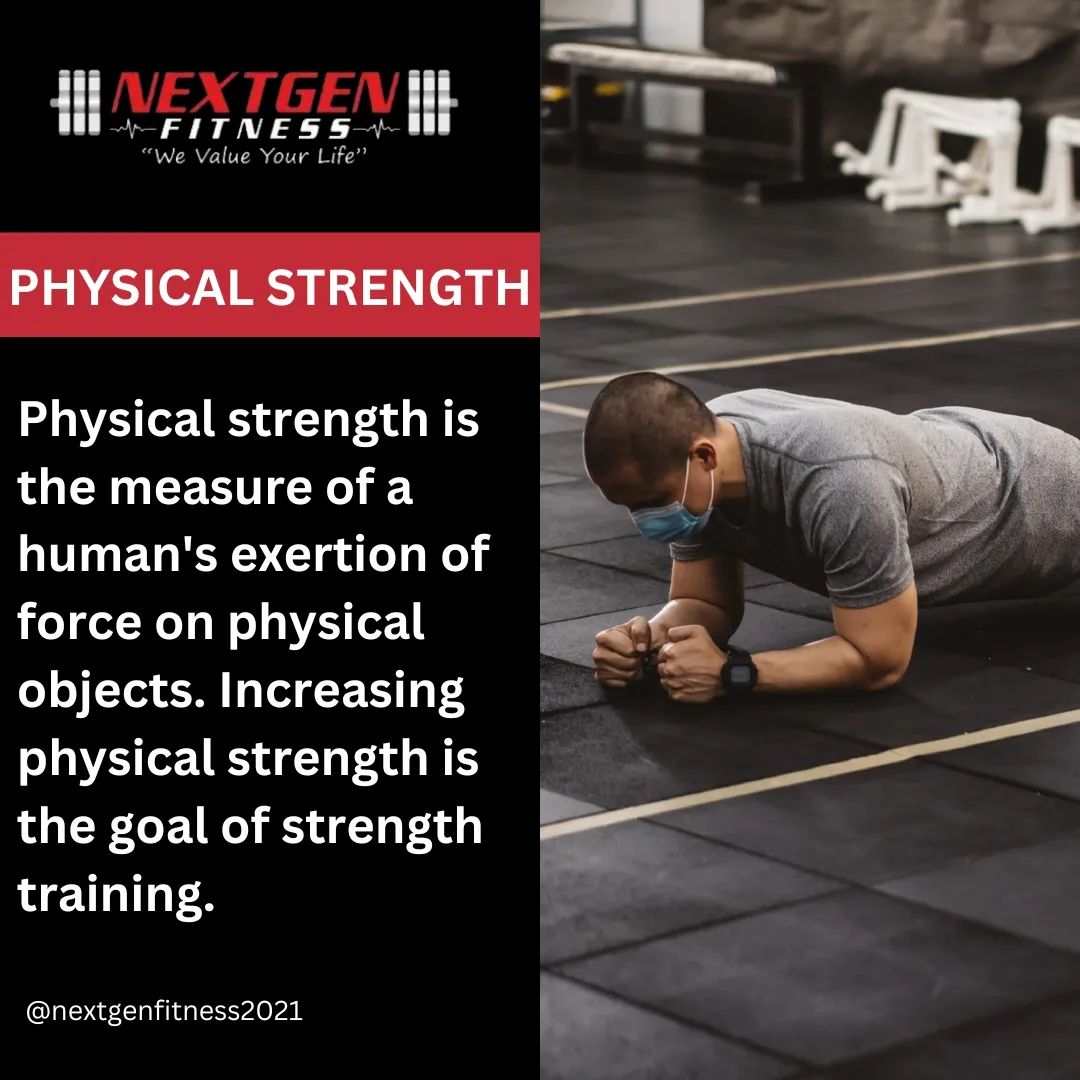 NEXTGEN
FITNESS
“We Value Your Life”
PHYSICAL STRENGTH
Physical strength is
the measure of a
human's exertion of
force on physical
objects. Increasing
physical strength is
the goal of strength
training.
@nextgenfitness2021